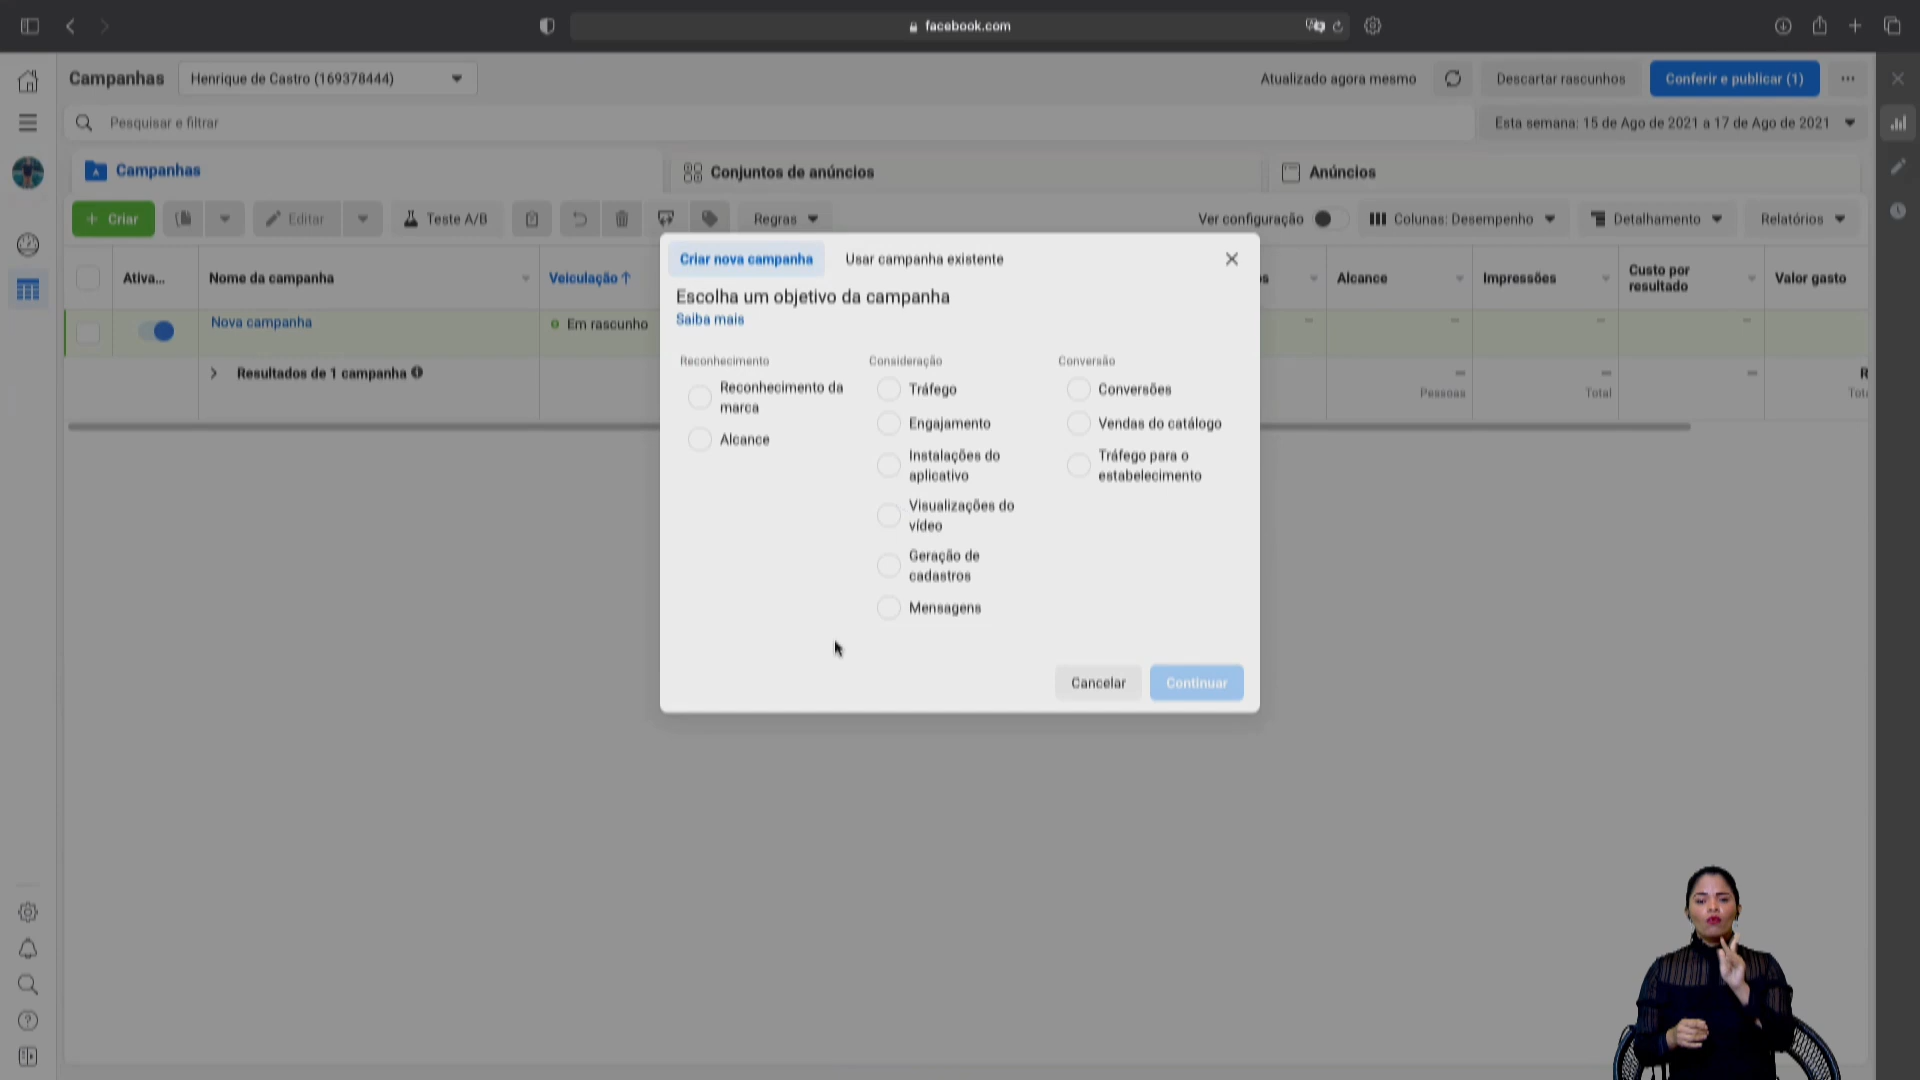 facebook.com
Campanhas
Henrique de Castro (169378444)
Atualizado agora mesmo
Descartar rascunhos
Conferir e publicar (1)
Pesquisar e filtrar
Esta semana: 15 de Ago de 2021 a 17 de Ago de 2021
Campanhas
Conjuntos de anúncios
Anúncios
+ Criar
Editar
Teste A/B
Regras
Ver configuração
Colunas: Desempenho
Detalhamento
Relatórios
Ativa...
Nome da campanha
Veiculação ↑
Alcance
Impressões
Custo por
resultado
Valor gasto
Nova campanha
Em rascunho
Resultados de 1 campanha
Pessoas
Total
Criar nova campanha
Usar campanha existente
Escolha um objetivo da campanha
Saiba mais
Reconhecimento
Reconhecimento da
marca
Alcance
Consideração
Tráfego
Engajamento
Instalações do
aplicativo
Visualizações do
vídeo
Geração de
cadastros
Mensagens
Conversão
Conversões
Vendas do catálogo
Tráfego para o
estabelecimento
Cancelar
Continuar